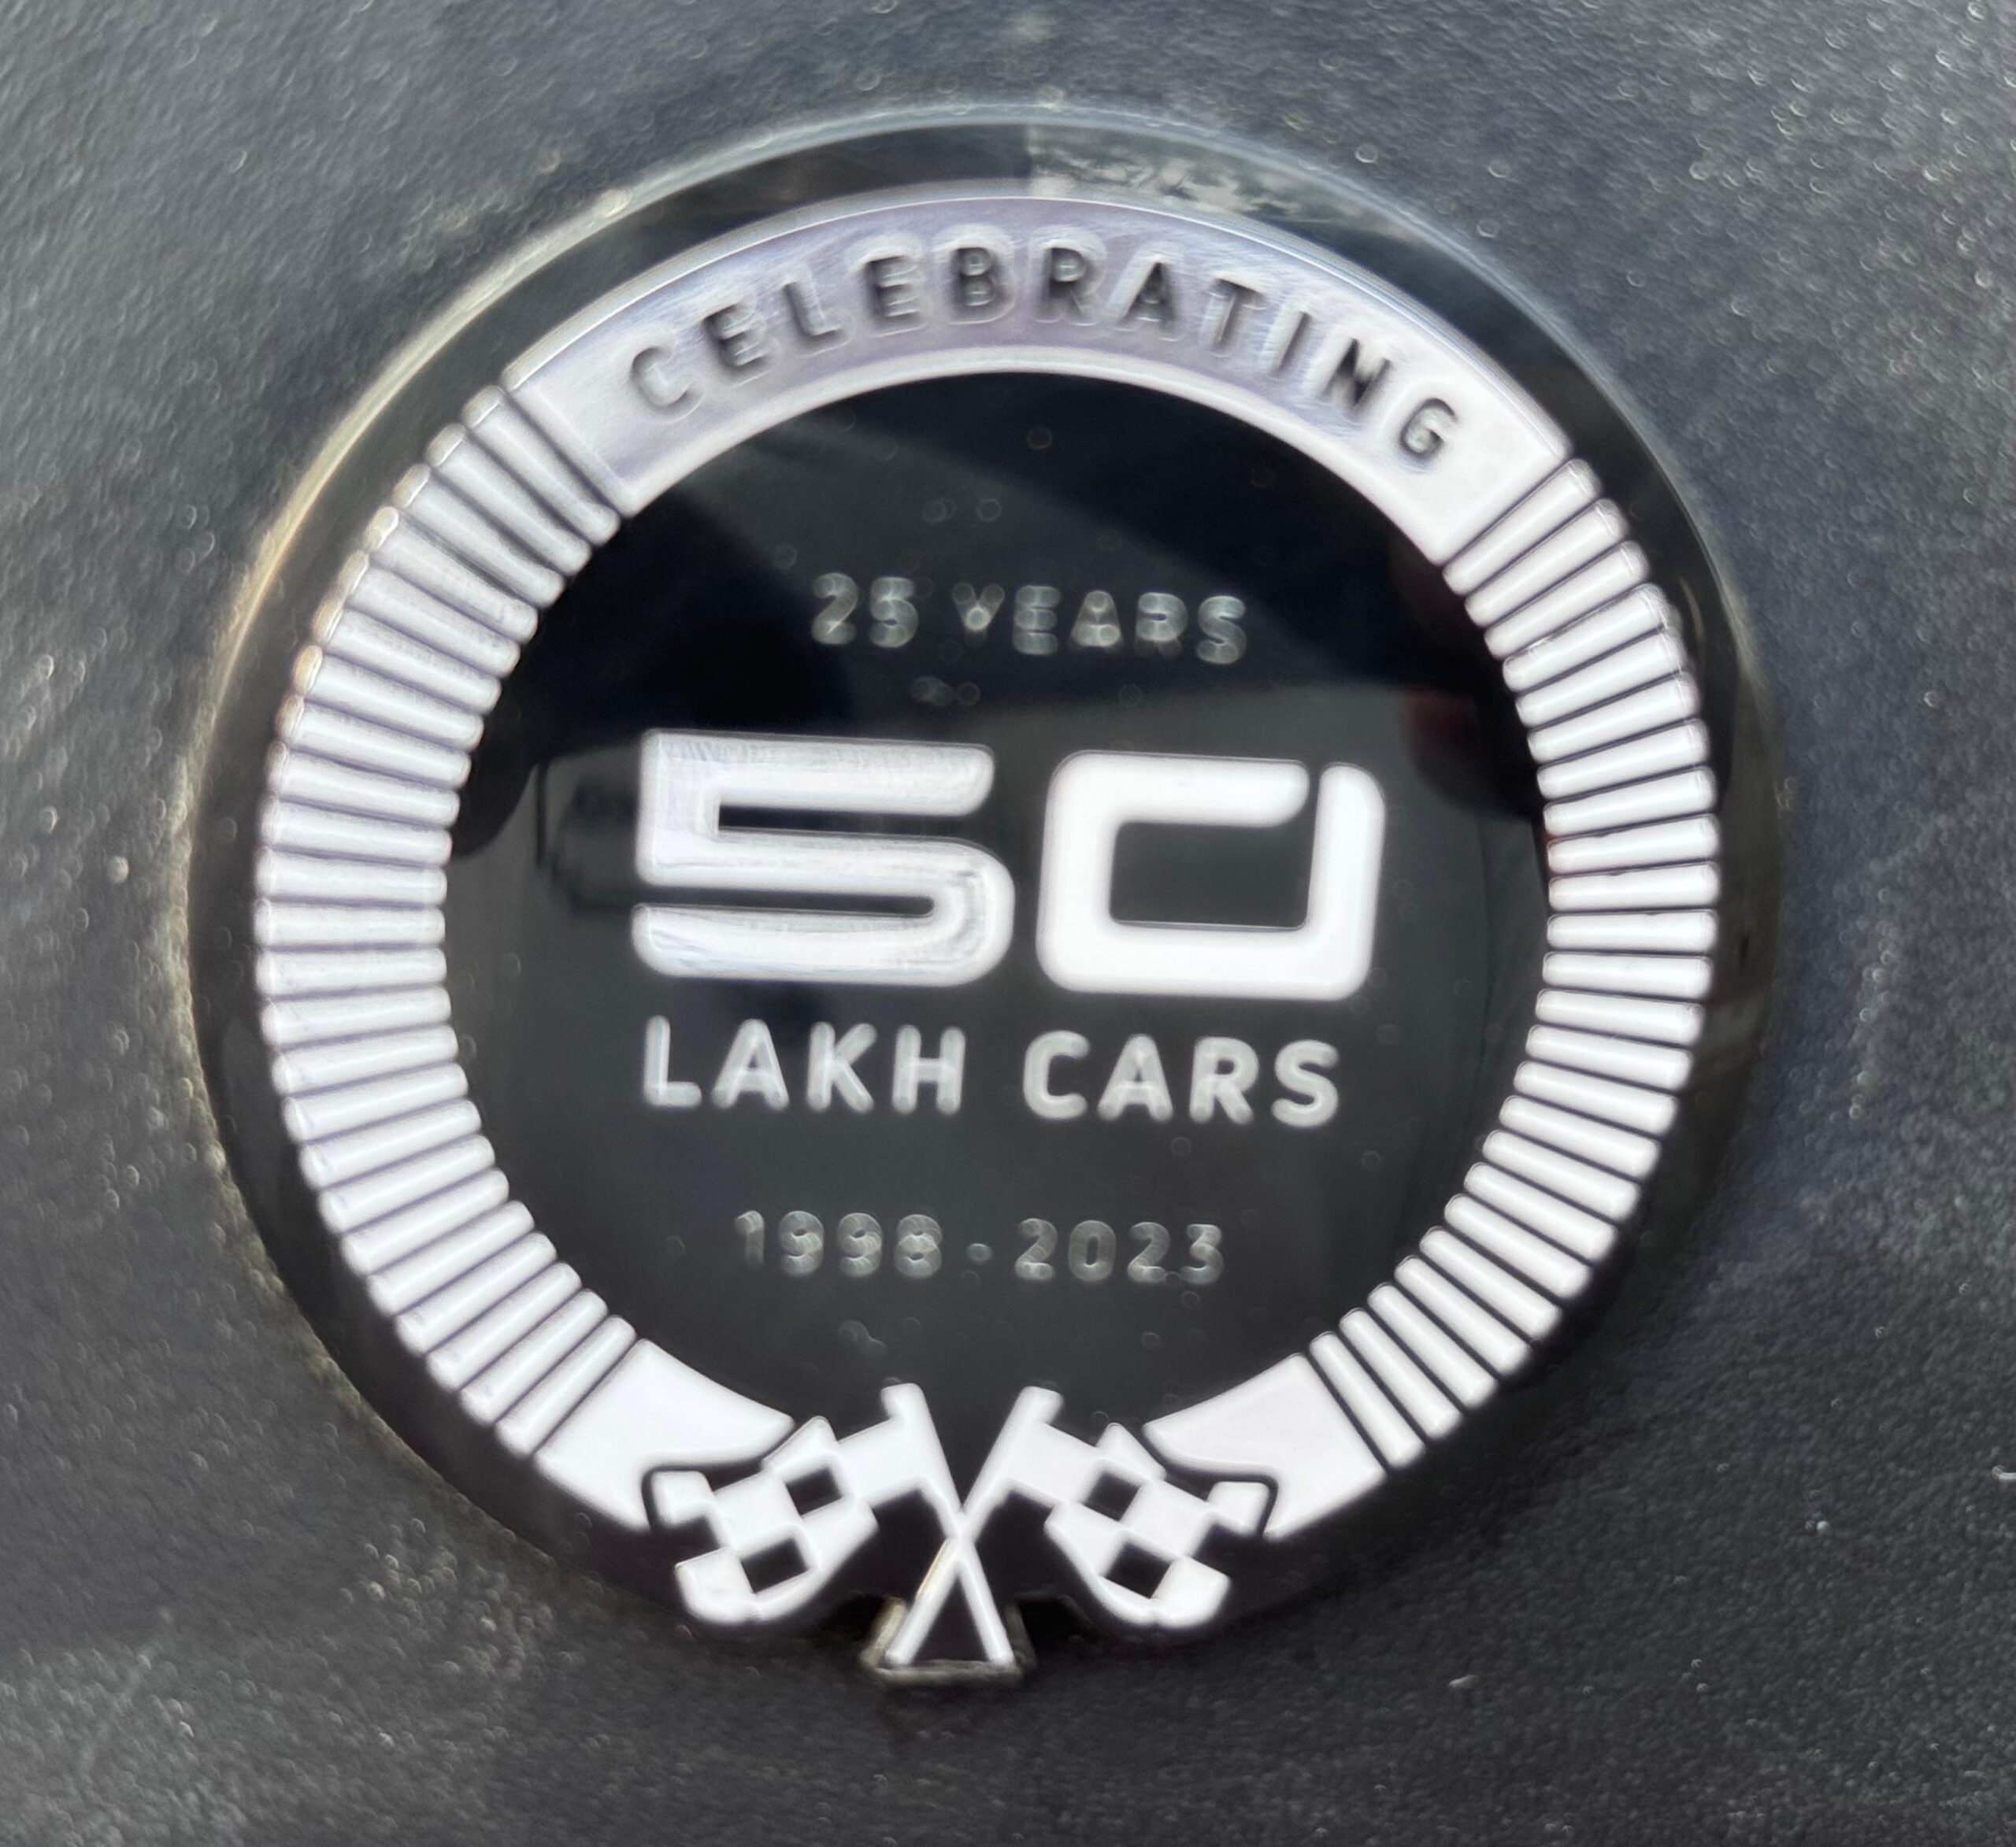 CELEBRATING
25 YEARS
50
LAKH CARS
1998-2023